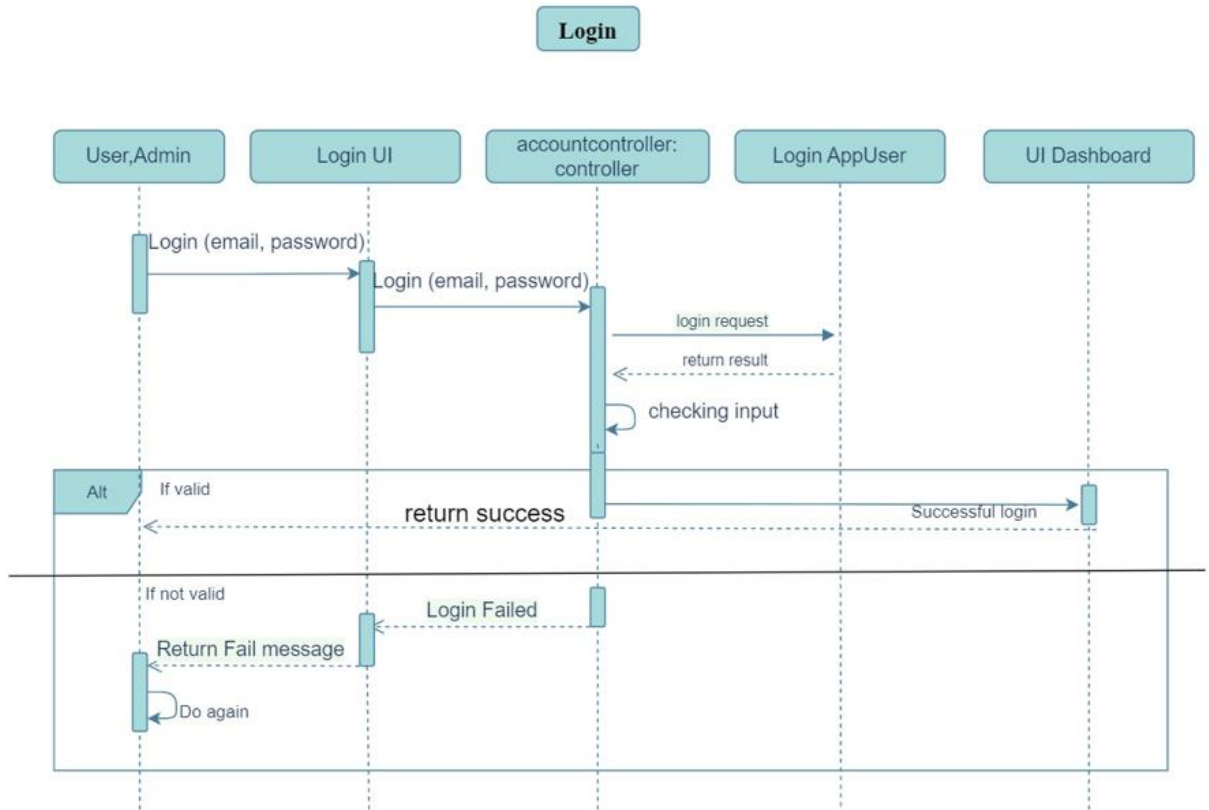 Login
User,Admin
Login UI
accountcontroller:
controller
Login AppUser
UI Dashboard
Login (email, password)
Login (email, password)
login request
return result
checking input
Alt
If valid
return success
Successful login
If not valid
Login Failed
Return Fail message
Do again